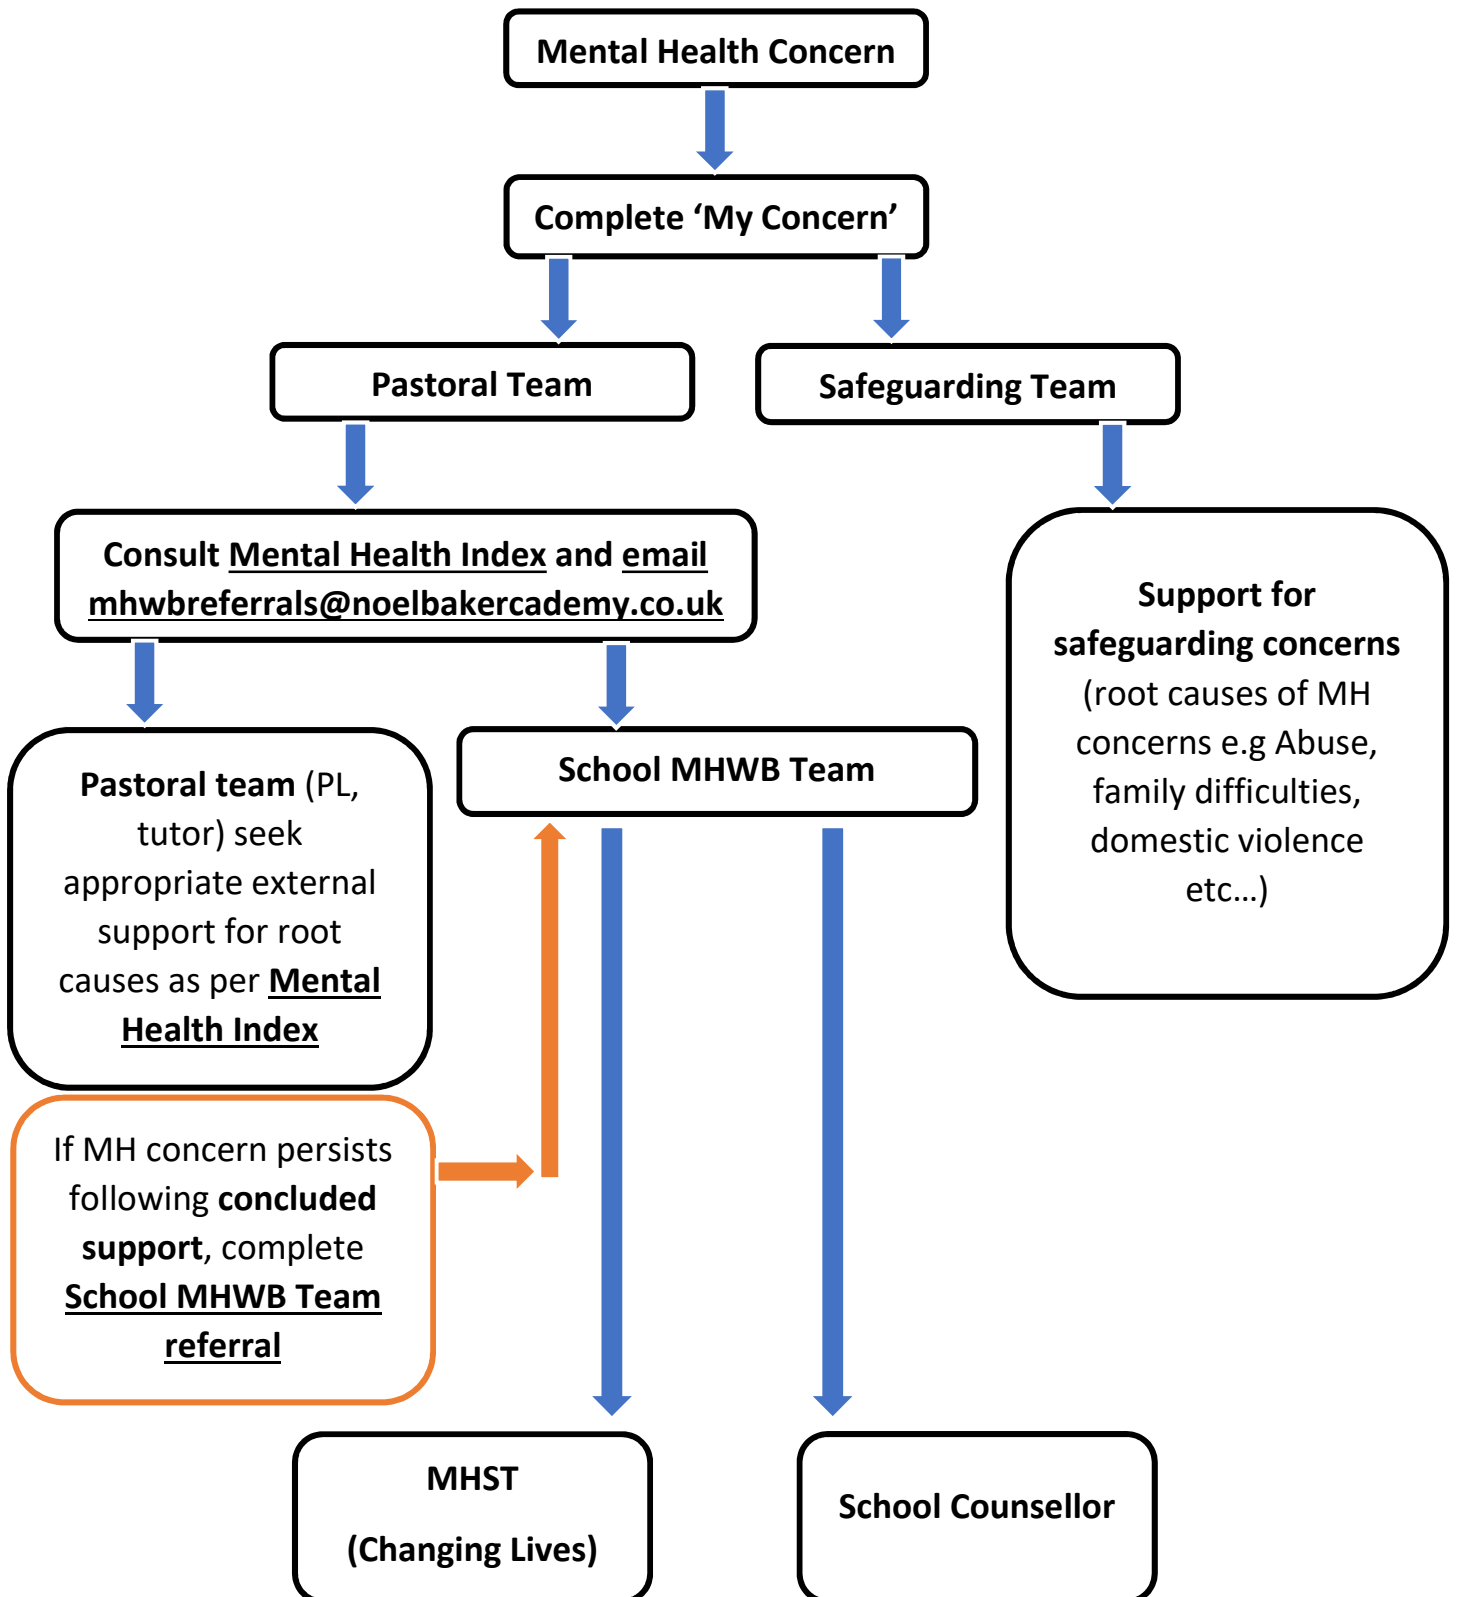 Mental Health Concern
Complete ‘My Concern’
Pastoral Team
Safeguarding Team
Consult Mental Health Index and email
mhwbreferrals@noelbakercademy.co.uk
Support for
safeguarding concerns
(root causes of MH
concerns e.g Abuse,
family difficulties,
domestic violence
etc…)
Pastoral team (PL,
tutor) seek
appropriate external
support for root
causes as per Mental
Health Index
School MHWB Team
If MH concern persists
following concluded
support, complete
School MHWB Team
referral
MHST
(Changing Lives)
School Counsellor